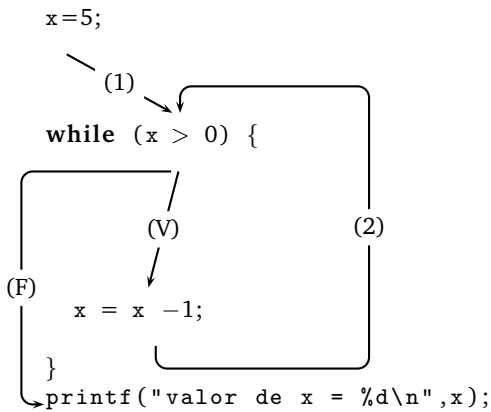 x=5;
(1)
while (x > 0) {
(V)
(2)
(F)
x = x −1;
}
printf("valor de x = %d\n",x);